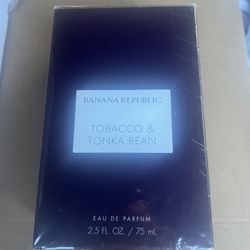 BANANA REPUBLIC
TOBACCO &
TONKA BEAN
EAU DE PARFUM
2.5 FL. OZ. / 75 mL